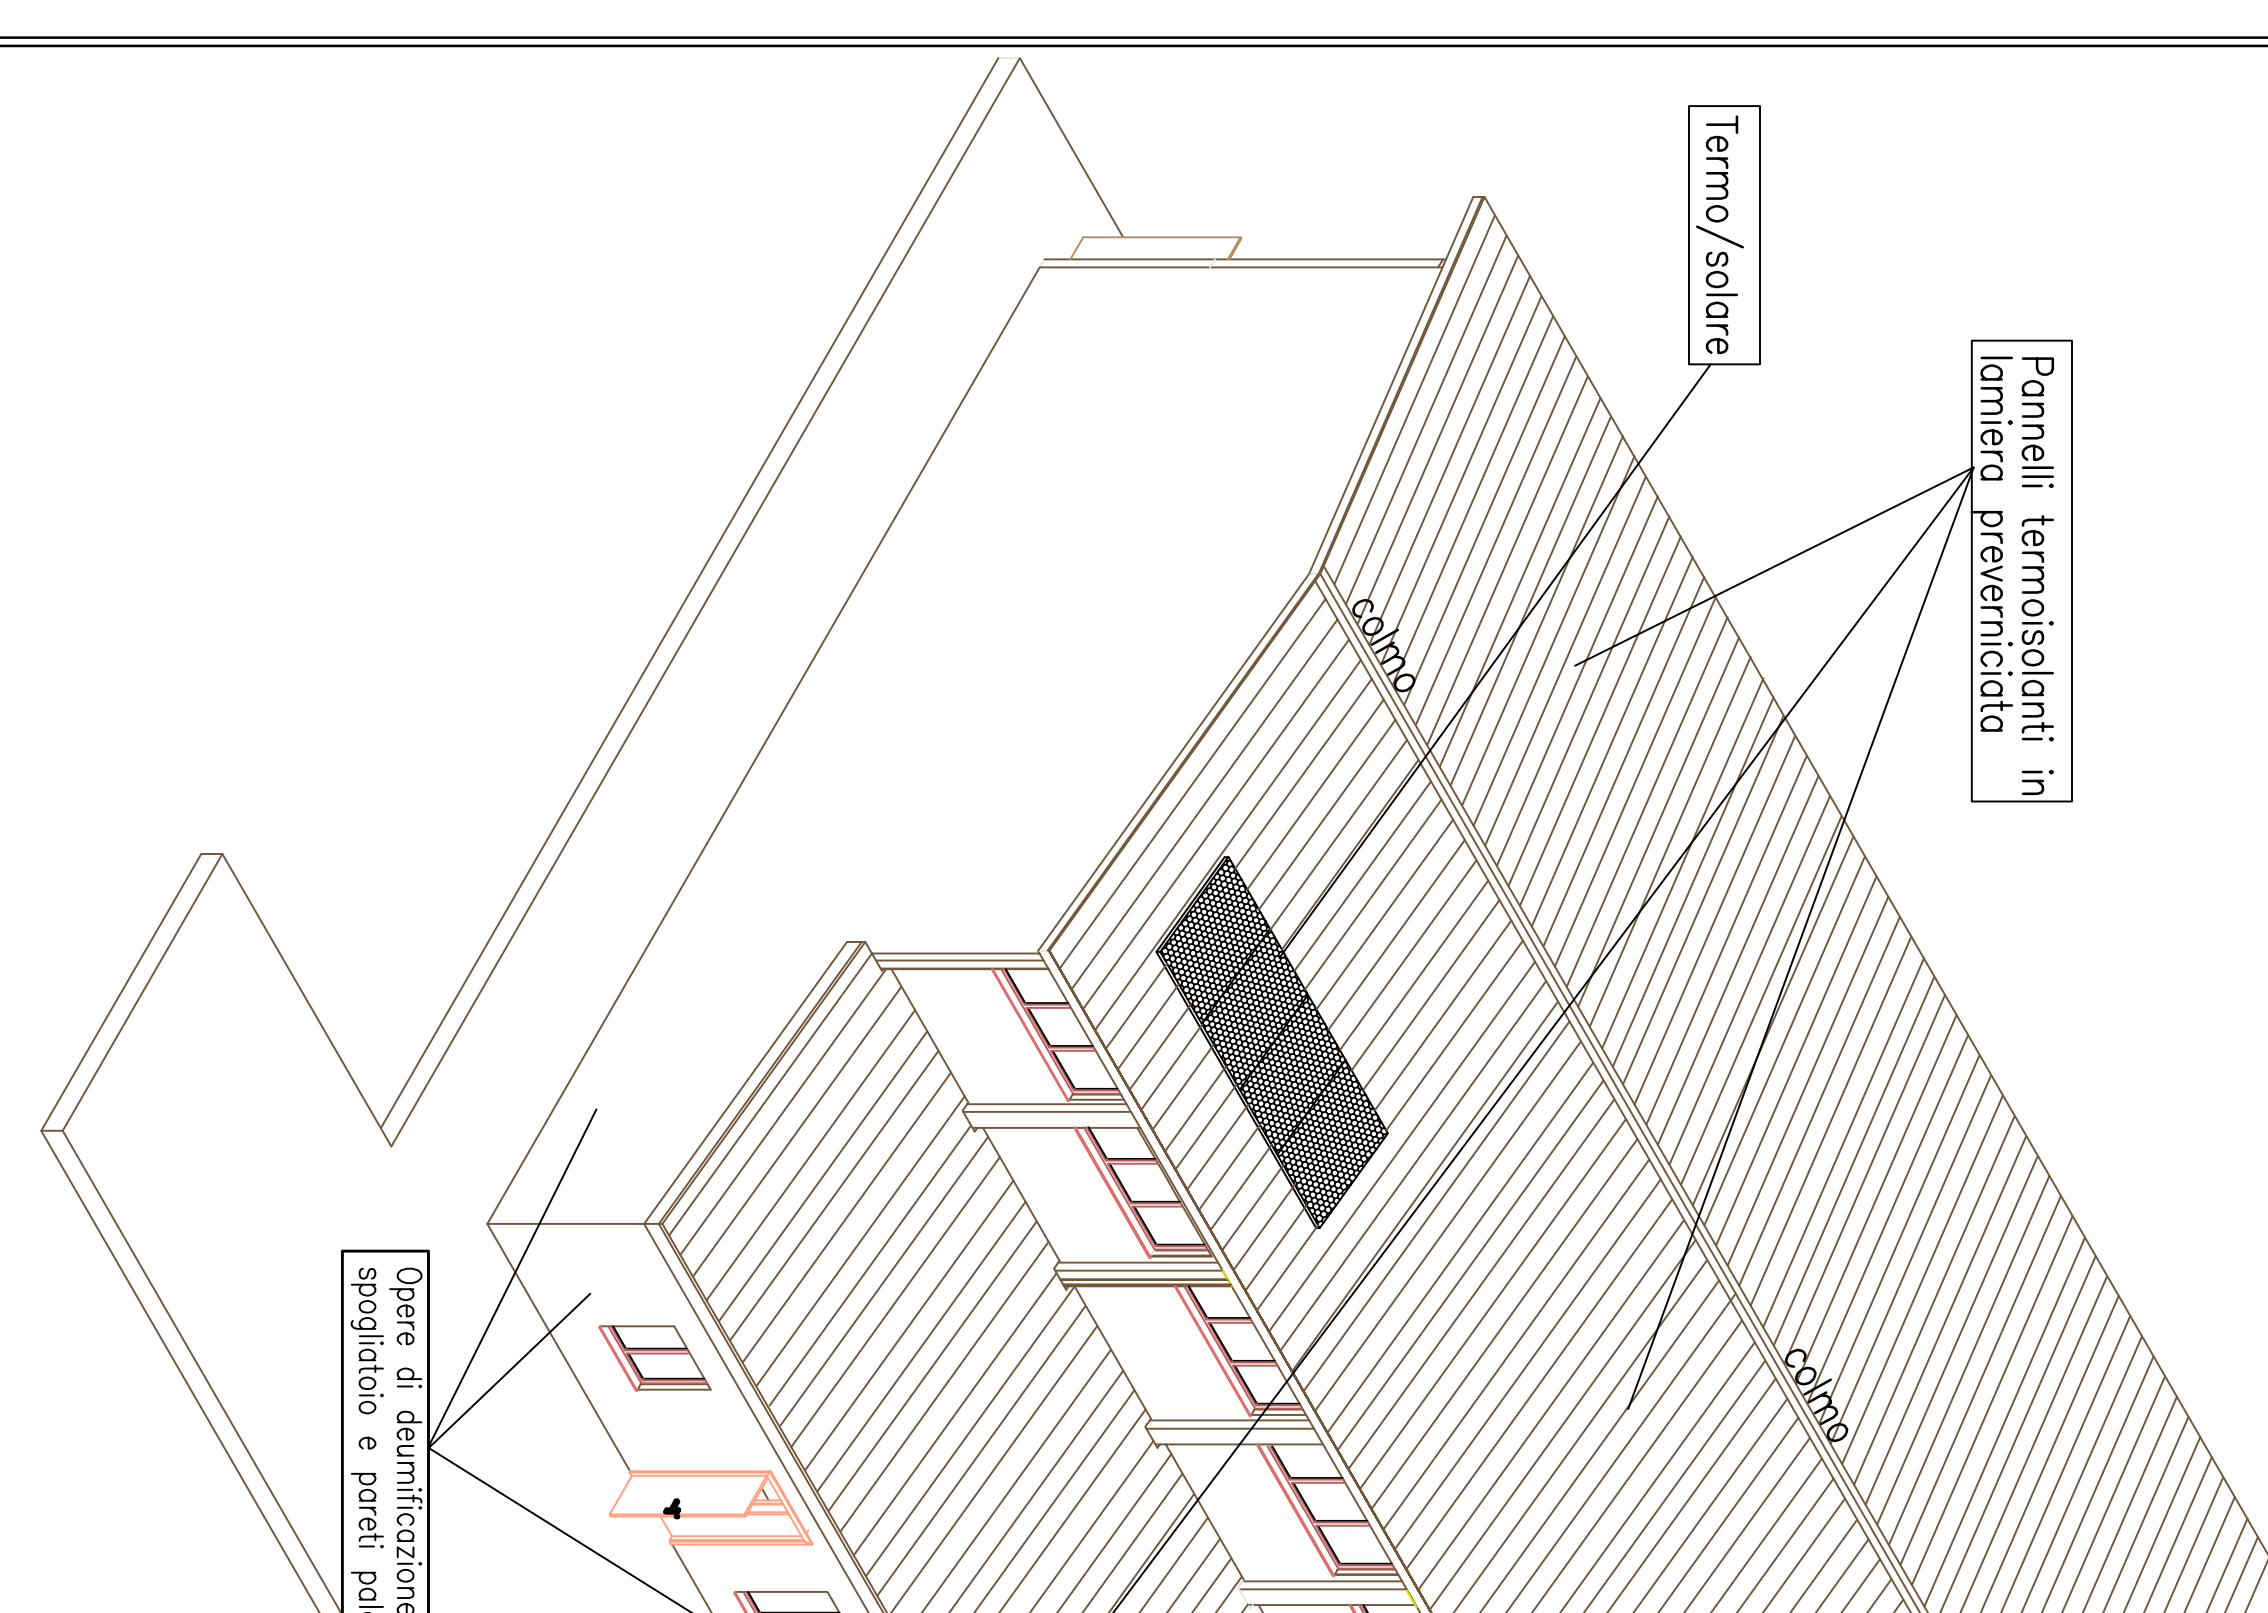 Termo/solare
Pannelli termoisolanti in
lamiera preverniciata
colmo
colmo
Opere di deumificazione
spogliatoio e pareti